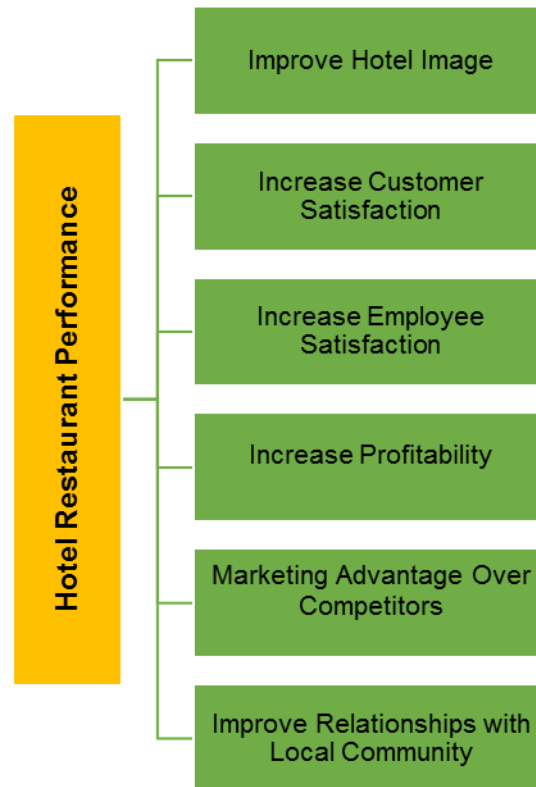 Hotel Restaurant Performance
Improve Hotel Image
Increase Customer
Satisfaction
Increase Employee
Satisfaction
Increase Profitability
Marketing Advantage Over
Competitors
Improve Relationships with
Local Community